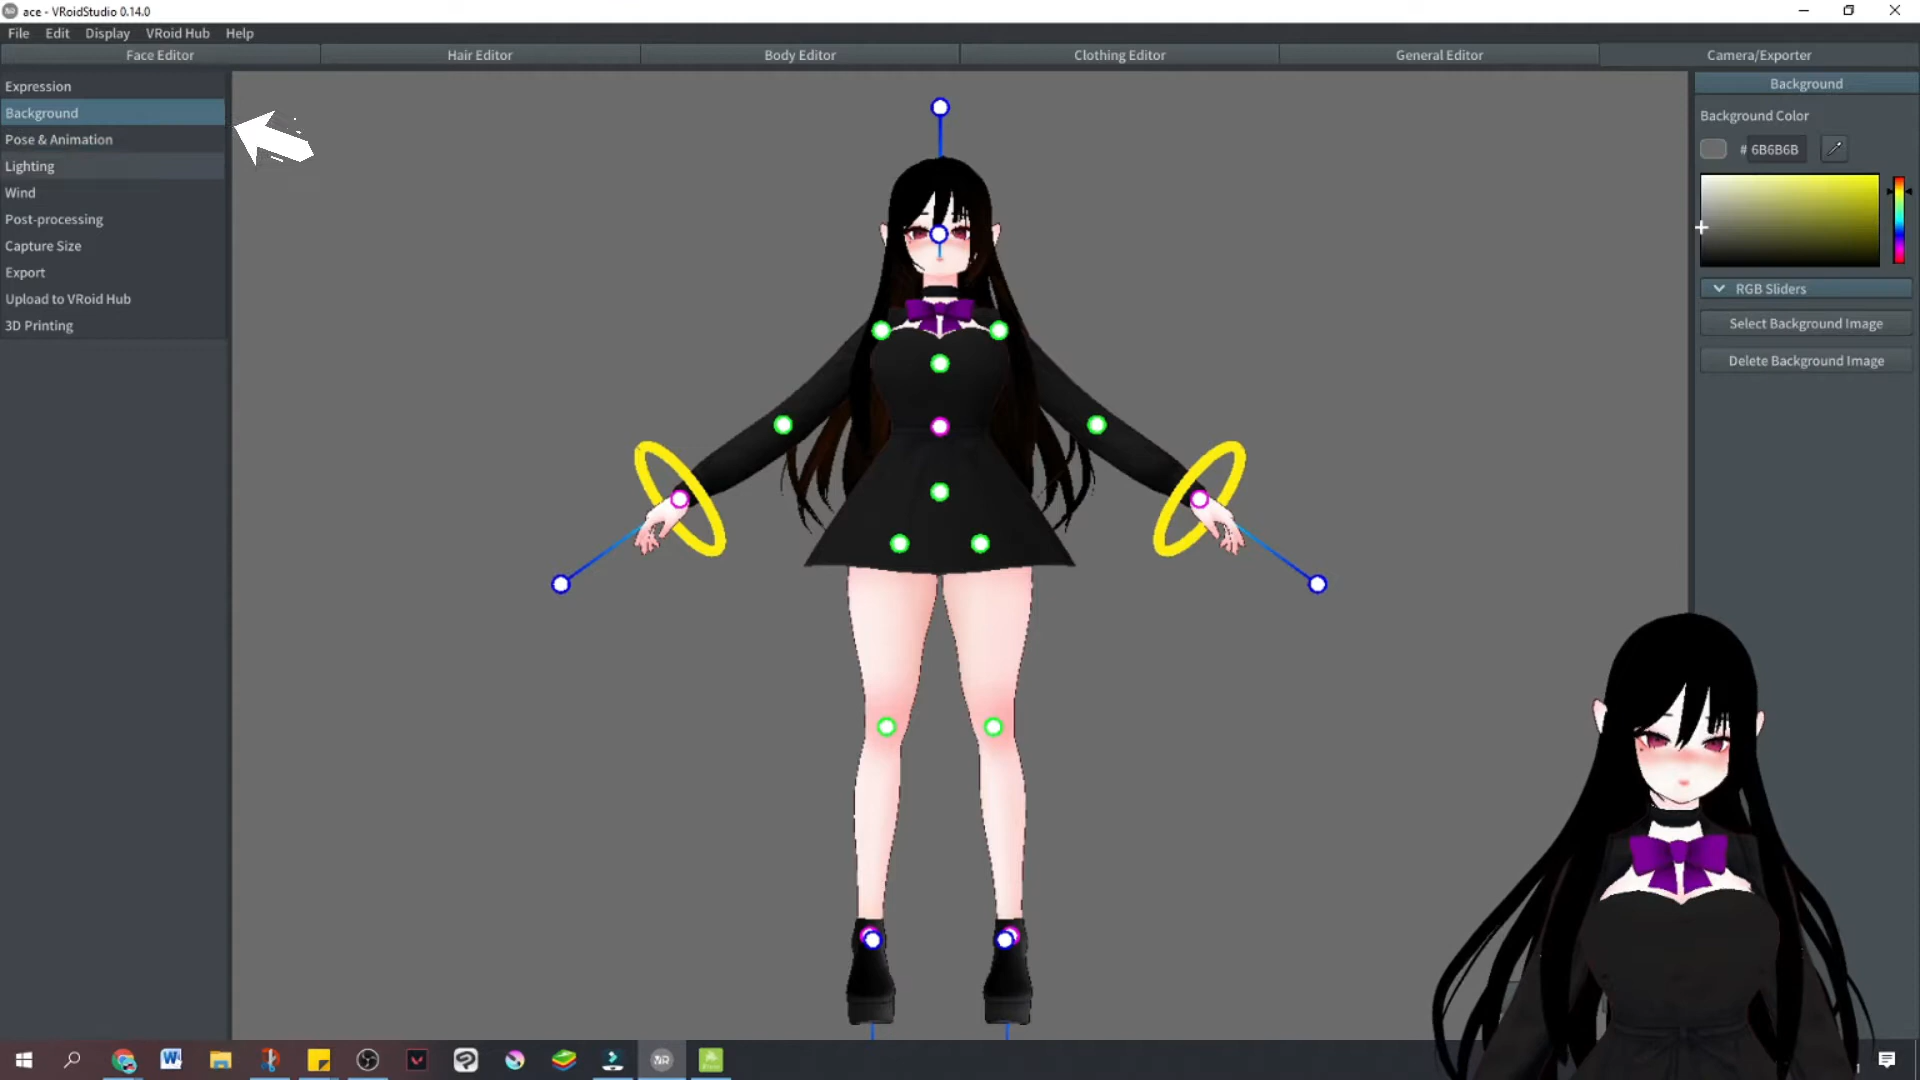 ace - VRoidStudio 0.14.0
File Edit Display VRoid Hub Help
Face Editor Hair Editor Body Editor Clothing Editor General Editor Camera/Exporter
Expression
Background
Pose & Animation
Lighting
Wind
Post-processing
Capture Size
Export
Upload to VRoid Hub
3D Printing
Background
Background Color
# 6B6B6B
RGB Sliders
Select Background Image
Delete Background Image